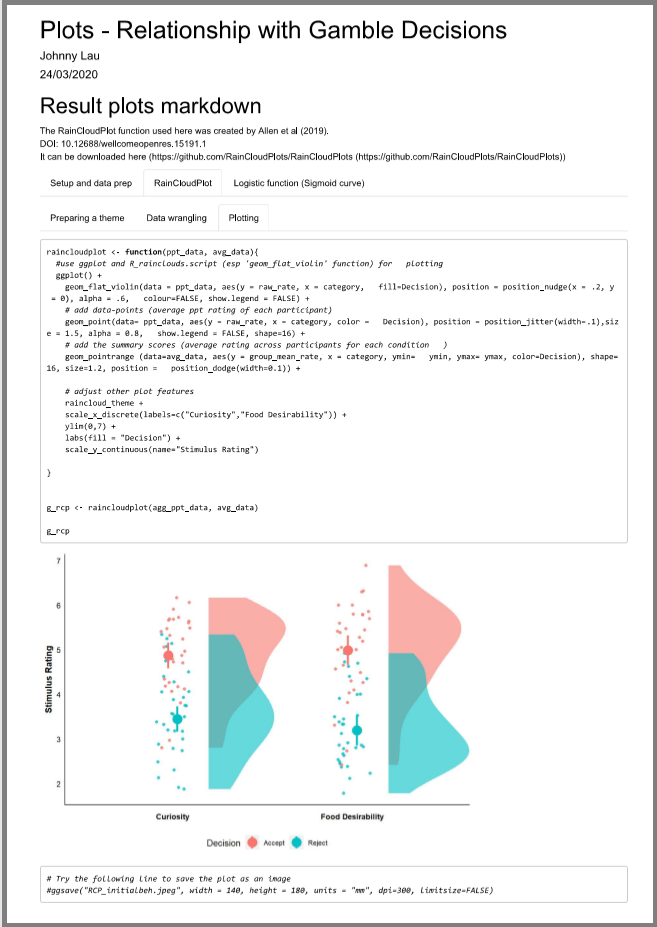 Plots - Relationship with Gamble Decisions
Johnny Lau
24/03/2020
Result plots markdown
The RainCloudPlot function used here was created by Allen et al (2019).
DOI: 10.12688/wellcomeopenres.15191.1
It can be downloaded here (https://github.com/RainCloudPlots/RainCloudPlots (https://github.com/RainCloudPlots/RainCloudPlots))
Setup and data prep RainCloudPlot Logistic function (Sigmoid curve)
Preparing a theme Data wrangling Plotting
raincloudplot <- function(ppt_data, avg_data){
#use ggplot and R_rainclouds.script (esp 'geom_flat_violin' function) for plotting
ggplot() +
geom_flat_violin(data = ppt_data, aes(y = raw_rate, x = category, fill=Decision), position = position_nudge(x = .2, y
= 0), alpha = .6, colour=FALSE, show.legend = FALSE) +
# add data-points (average ppt rating of each participant)
geom_point(data= ppt_data, aes(y = raw_rate, x = category, color = Decision), position = position_jitter(width=.1),siz
e = 1.5, alpha = 0.8, show.legend = FALSE, shape=16) +
# add the summary scores (average rating across participants for each condition )
geom_pointrange (data=avg_data, aes(y = group_mean_rate, x = category, ymin= ymin, ymax= ymax, color=Decision), shape=
16, size=1.2, position = position_dodge(width=0.1)) +
# adjust other plot features
raincloud_theme +
scale_x_discrete(labels=c("Curiosity","Food Desirability")) +
ylim(0,7) +
labs(fill = "Decision") +
scale_y_continuous(name="Stimulus Rating")
}
g_rcp <- raincloudplot(agg_ppt_data, avg_data)
g_rcp
7
6
5
4
3
2
Stimulus Rating
Curiosity Food Desirability
Decision Accept Reject
# Try the following line to save the plot as an image
#ggsave("RCP_initialbeh.jpeg", width = 140, height = 180, units = "mm", dpi=300, limitsize=FALSE)